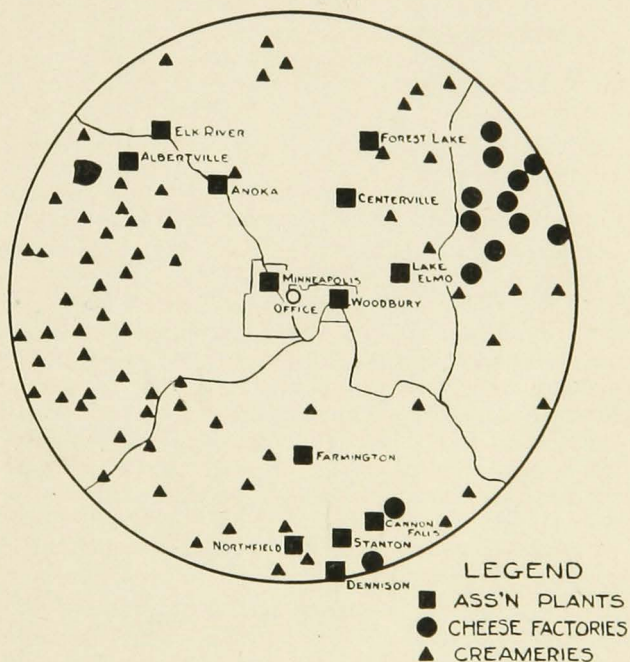 ELK RIVER
FOREST LAKE
ALBERTVILLE
ANOKA
CENTERVILLE
LAKE
ELMO
MINNEAPOLIS
OFFICE
WOODBURY
FARMINGTON
CANNON
FALLS
STANTON
NORTHFIELD
DENNISON
LEGEND
ASS'N PLANTS
CHEESE FACTORIES
CREAMERIES